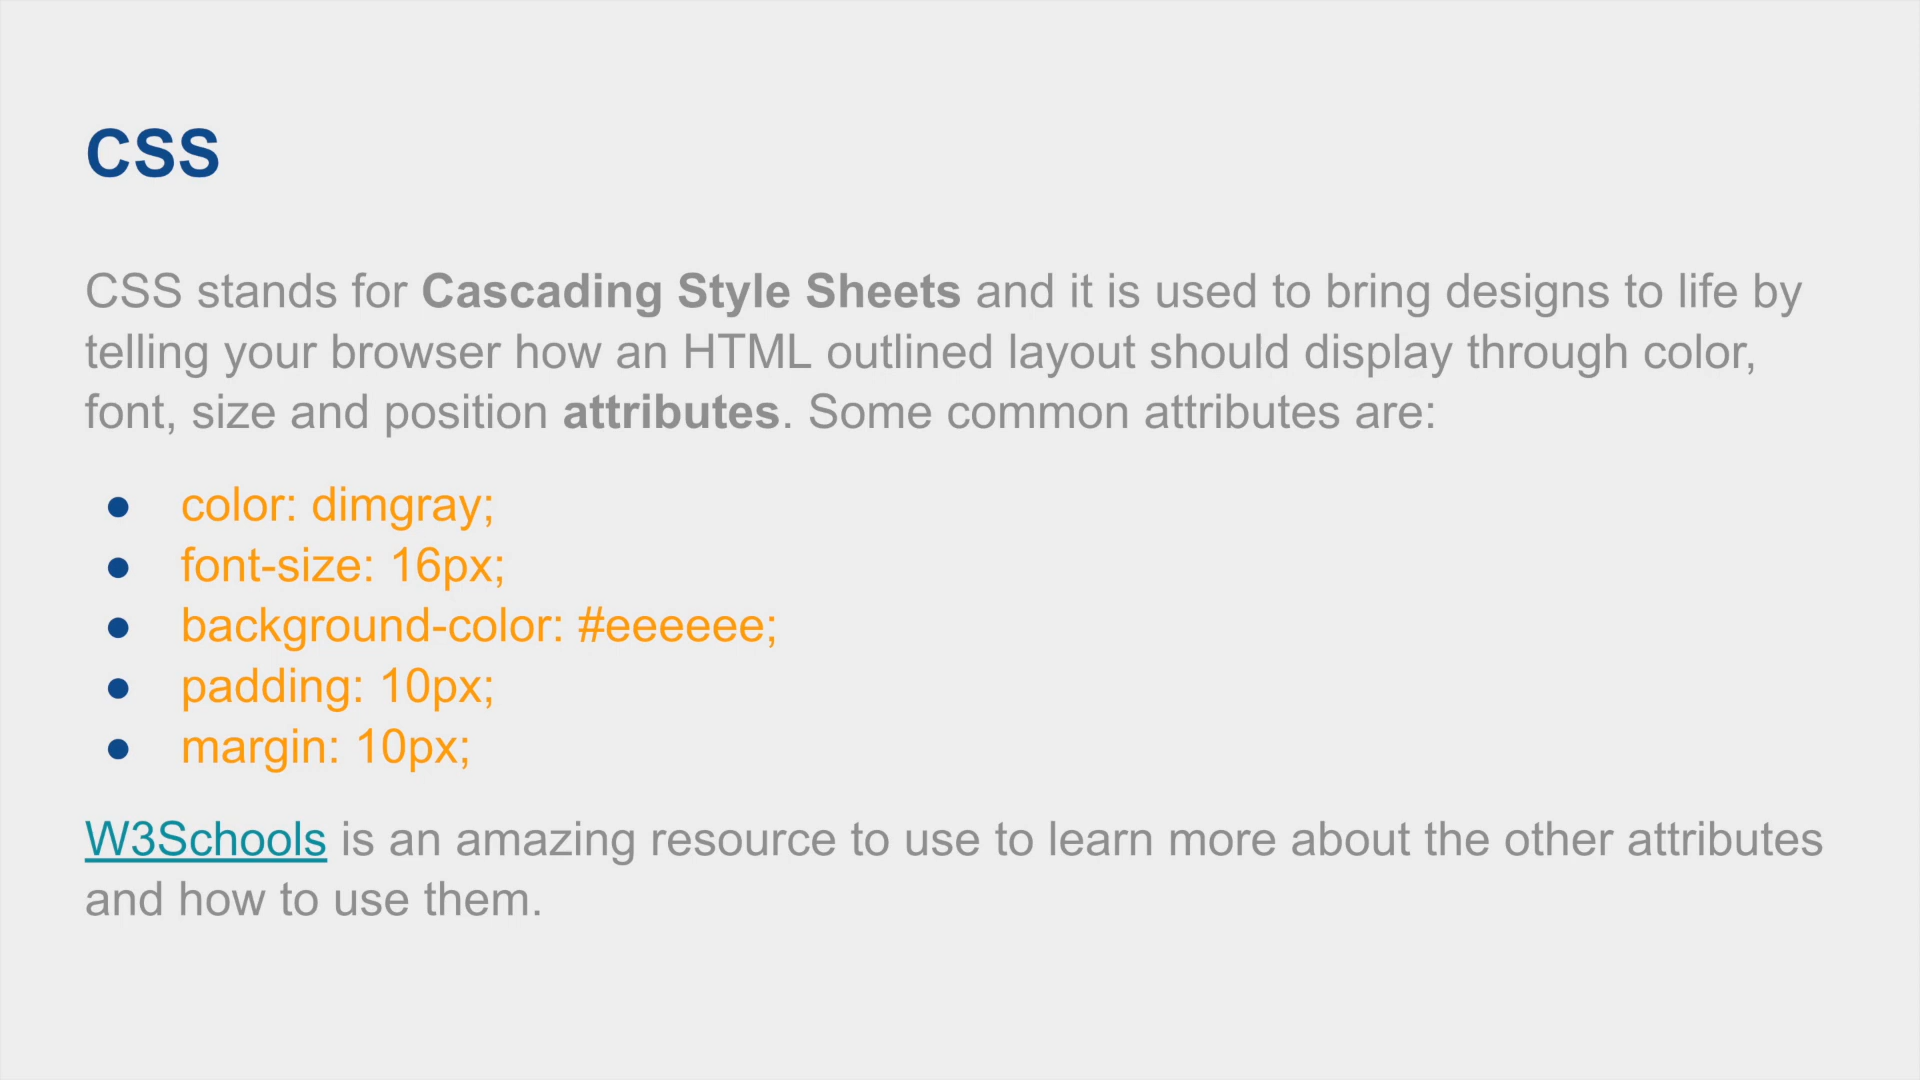 CSS
CSS stands for Cascading Style Sheets and it is used to bring designs to life by
telling your browser how an HTML outlined layout should display through color,
font, size and position attributes. Some common attributes are:
● color: dimgray;
● font-size: 16px;
● background-color: #eeeeee;
● padding: 10px;
● margin: 10px;
W3Schools is an amazing resource to use to learn more about the other attributes
and how to use them.